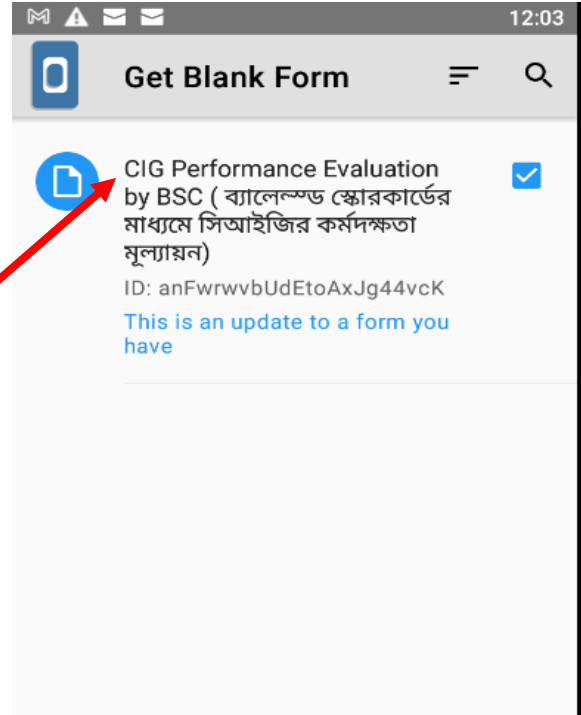 12:03
Get Blank Form
CIG Performance Evaluation
by BSC ( ব্যালেন্স্ড স্কোরকার্ডের
মাধ্যমে সিআইজির কর্মদক্ষতা
মূল্যায়ন)
ID: anFwrwvbUdEtoAxJg44vcK
This is an update to a form you
have